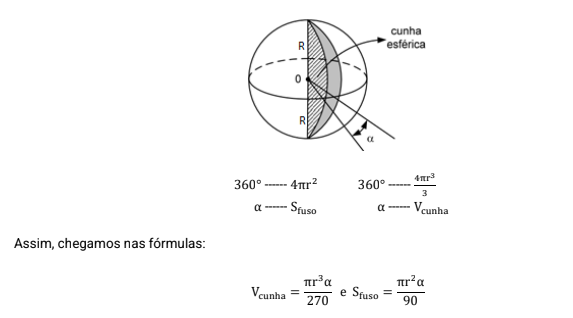 cunha
esférica
R
0
R
α
360° ------ 4πr²
α ------ S_fuso
360° ------ 4πr³/3
α ------ V_cunha
Assim, chegamos nas fórmulas:
V_cunha = πr³α/270 e S_fuso = πr²α/90